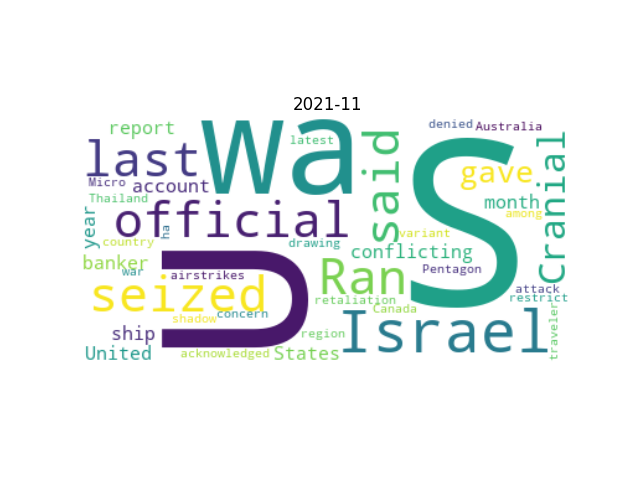 2021-11
report
wa
latest
said
denied
Australia
S
last
Micro
account
Thailand
gave
month
among
Cranial
year
official
ha
variant
country
drawing
conflicting
banker
war
airstrikes
U
Ran
Pentagon
seized
retaliation
attack
restrict
shadow
concern
Canada
ship
region
Israel
traveler
United
acknowledged
States